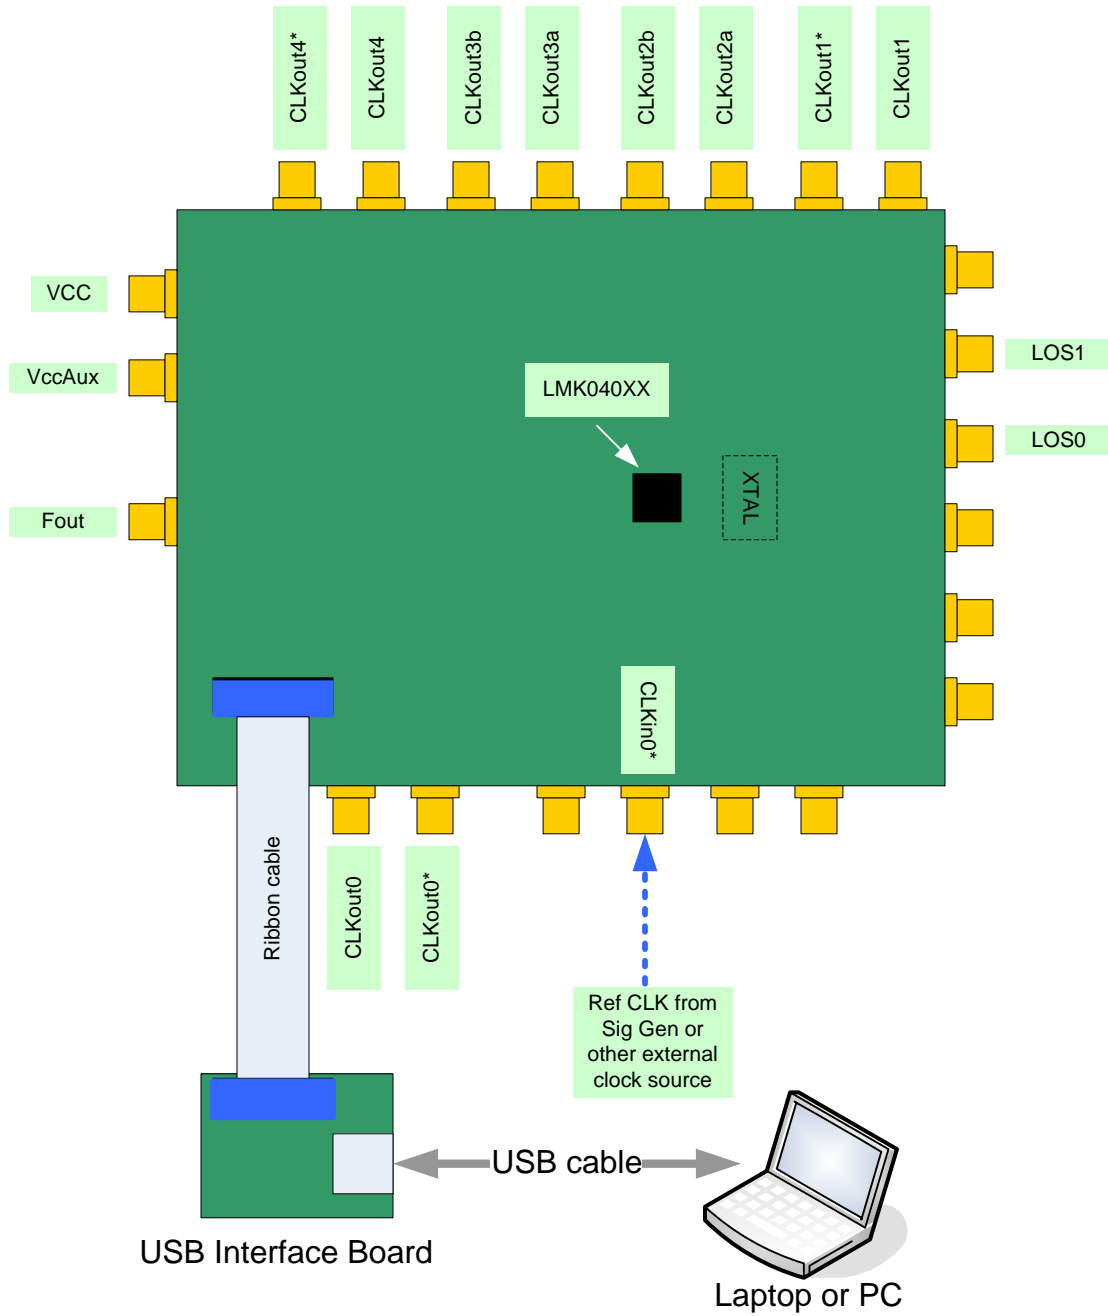 CLKout4*
CLKout4
CLKout3b
CLKout3a
CLKout2b
CLKout2a
CLKout1*
CLKout1
VCC
VccAux
Fout
LMK040XX
XTAL
LOS1
LOS0
CLKin0*
Ribbon cable
CLKout0
CLKout0*
Ref CLK from
Sig Gen or
other external
clock source
USB cable
USB Interface Board
Laptop or PC